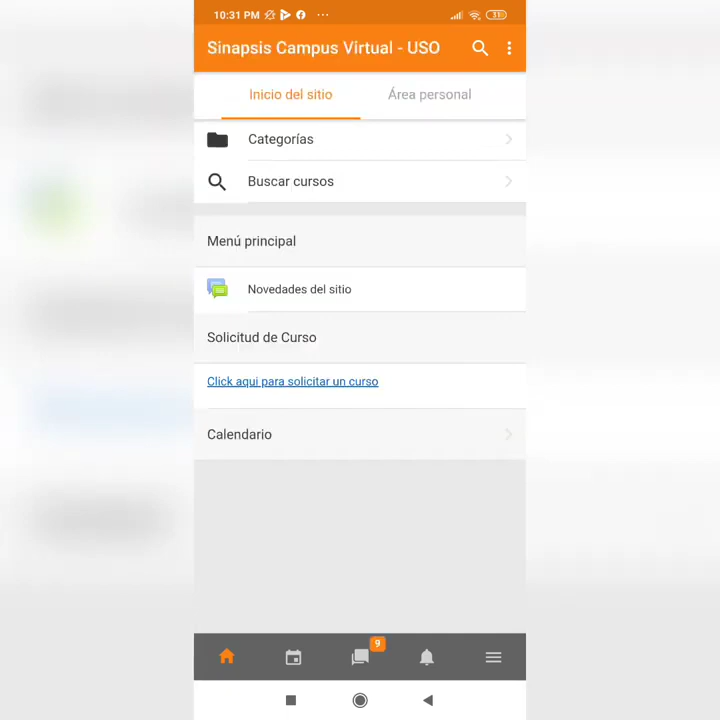 10:31 PM
33
Sinapsis Campus Virtual - USO
Inicio del sitio
Área personal
Categorías
Buscar cursos
Menú principal
Novedades del sitio
Solicitud de Curso
Click aqui para solicitar un curso
Calendario
9